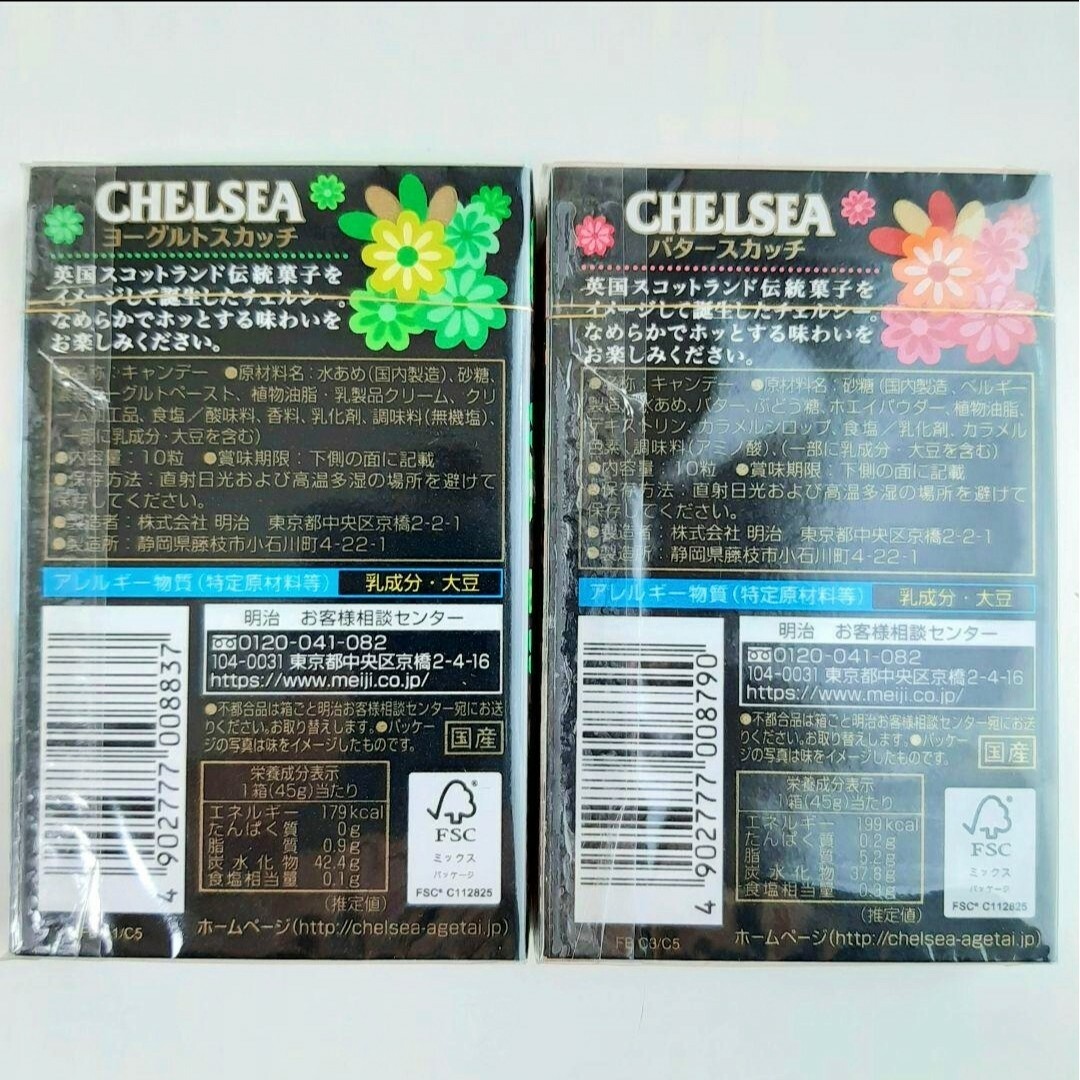 CHELSEA
ヨーグルトスカッチ
英国スコットランド伝統菓子を
イメージして誕生したチェルシー。
なめらかでホッとする味わいを
お楽しみください。
名称：キャンデー ●原材料名：水あめ(国内製造)、砂糖、
ヨーグルトペースト、植物油脂・乳製品クリーム、クリ
ーム加工品、食塩／酸味料、香料、乳化剤、調味料(無機塩)、
(一部に乳成分・大豆を含む)
●内容量：10粒 ●賞味期限：下側の面に記載
●保存方法：直射日光および高温多湿の場所を避けて
保存してください。
●製造者：株式会社 明治 東京都中央区京橋2-2-1
●製造所：静岡県藤枝市小石川町4-22-1
アレルギー物質(特定原材料等) 乳成分・大豆
明治 お客様相談センター
0120-041-082
104-0031 東京都中央区京橋2-4-16
https://www.meiji.co.jp/
●不都合品は箱ごと明治お客様相談センター宛にお送
りください。お取り替えします。●パッケー
ジの写真は味をイメージしたものです。
国産
4 902777 008837
栄養成分表示
1箱(45g)当たり
エネルギー 179kcal
たんぱく質 0g
脂質 0.9g
炭水化物 42.4g
食塩相当量 0.1g
(推定値)
FSC
ミックス
パッケージ
FSC® C112825
1/C5
ホームページ(http://chelsea-agetai.jp)
CHELSEA
バタースカッチ
英国スコットランド伝統菓子を
イメージして誕生したチェルシー。
なめらかでホッとする味わいを
お楽しみください。
●名称：キャンデー ●原材料名：砂糖(国内製造、ベルギー
製造)、水あめ、バター、ぶどう糖、ホエイパウダー、植物油脂、
デキストリン、カラメルシロップ、食塩／乳化剤、カラメル
色素、調味料(アミノ酸)、(一部に乳成分・大豆を含む)
●内容量：10粒 ●賞味期限：下側の面に記載
●保存方法：直射日光および高温多湿の場所を避けて
保存してください。
●製造者：株式会社 明治 東京都中央区京橋2-2-1
●製造所：静岡県藤枝市小石川町4-22-1
アレルギー物質(特定原材料等) 乳成分・大豆
明治 お客様相談センター
0120-041-082
104-0031 東京都中央区京橋2-4-16
https://www.meiji.co.jp/
●不都合品は箱ごと明治お客様相談センター宛にお送
りください。お取り替えします。●パッケー
ジの写真は味をイメージしたものです。
国産
4 902777 008790
栄養成分表示
1箱(45g)当たり
エネルギー 199kcal
たんぱく質 0.2g
脂質 5.2g
炭水化物 37.8g
食塩相当量 0.3g
(推定値)
FSC
ミックス
パッケージ
FSC® C112825
FE C3/C5
ホームページ(http://chelsea-agetai.jp)